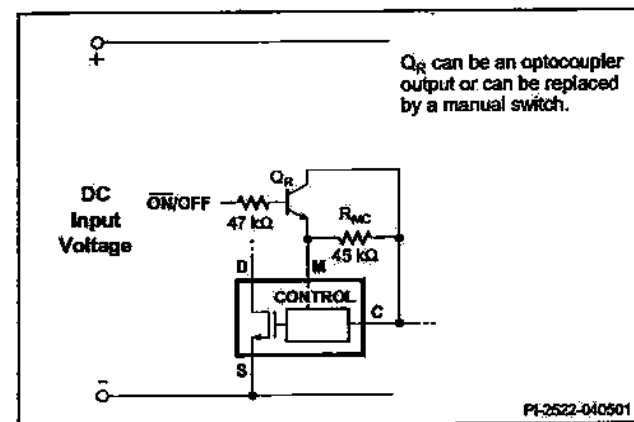 +
Q_R can be an optocoupler
output or can be replaced
by a manual switch.
DC
Input
Voltage
O̅N̅/OFF
47 kΩ
Q_R
R_MC
45 kΩ
D
M
CONTROL
C
S
-
PI-2522-040501